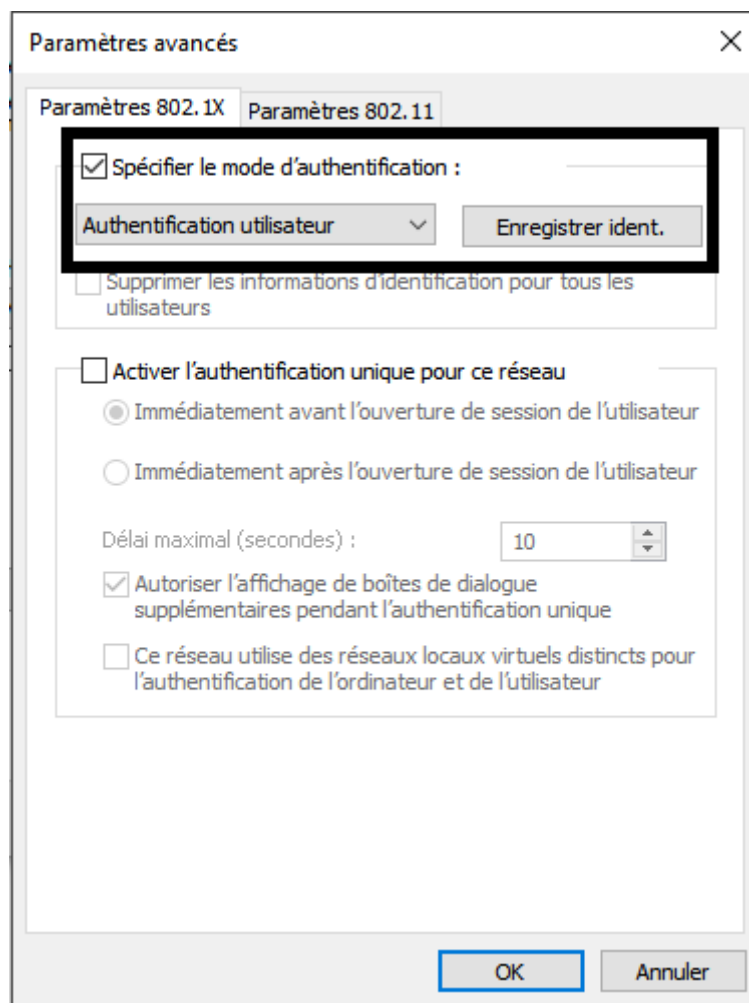 Paramètres avancés
Paramètres 802.1X
Paramètres 802.11
Spécifier le mode d'authentification :
Authentification utilisateur
Enregistrer ident.
Supprimer les informations d'identification pour tous les
utilisateurs
Activer l'authentification unique pour ce réseau
Immédiatement avant l'ouverture de session de l'utilisateur
Immédiatement après l'ouverture de session de l'utilisateur
Délai maximal (secondes) :
10
Autoriser l'affichage de boîtes de dialogue
supplémentaires pendant l'authentification unique
Ce réseau utilise des réseaux locaux virtuels distincts pour
l'authentification de l'ordinateur et de l'utilisateur
OK
Annuler